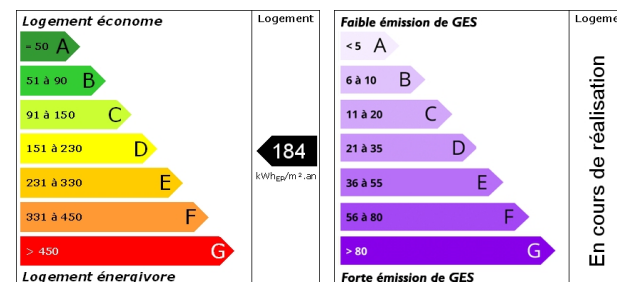 Logement économe
Logement
= 50 A
51 à 90 B
91 à 150 C
151 à 230 D
231 à 330 E
331 à 450 F
> 450 G
184
kWhEP/m².an
Logement énergivore
Faible émission de GES
Logeme
< 5 A
6 à 10 B
11 à 20 C
21 à 35 D
36 à 55 E
56 à 80 F
> 80 G
En cours de réalisation
Forte émission de GES